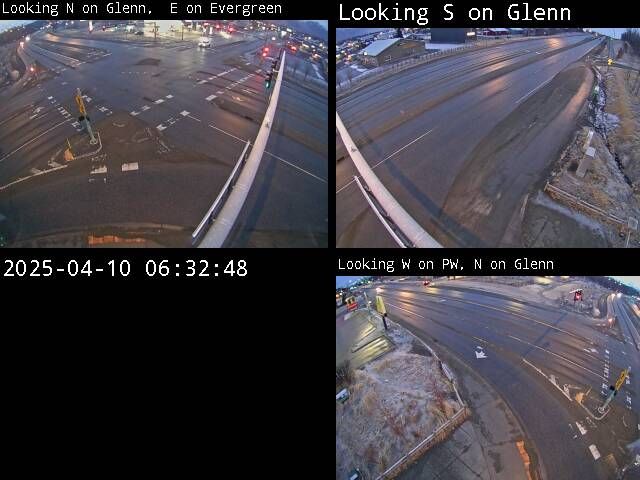 Looking N on Glenn,  E on Evergreen
Looking S on Glenn
2025-04-10 06:32:48
Looking W on PW, N on Glenn